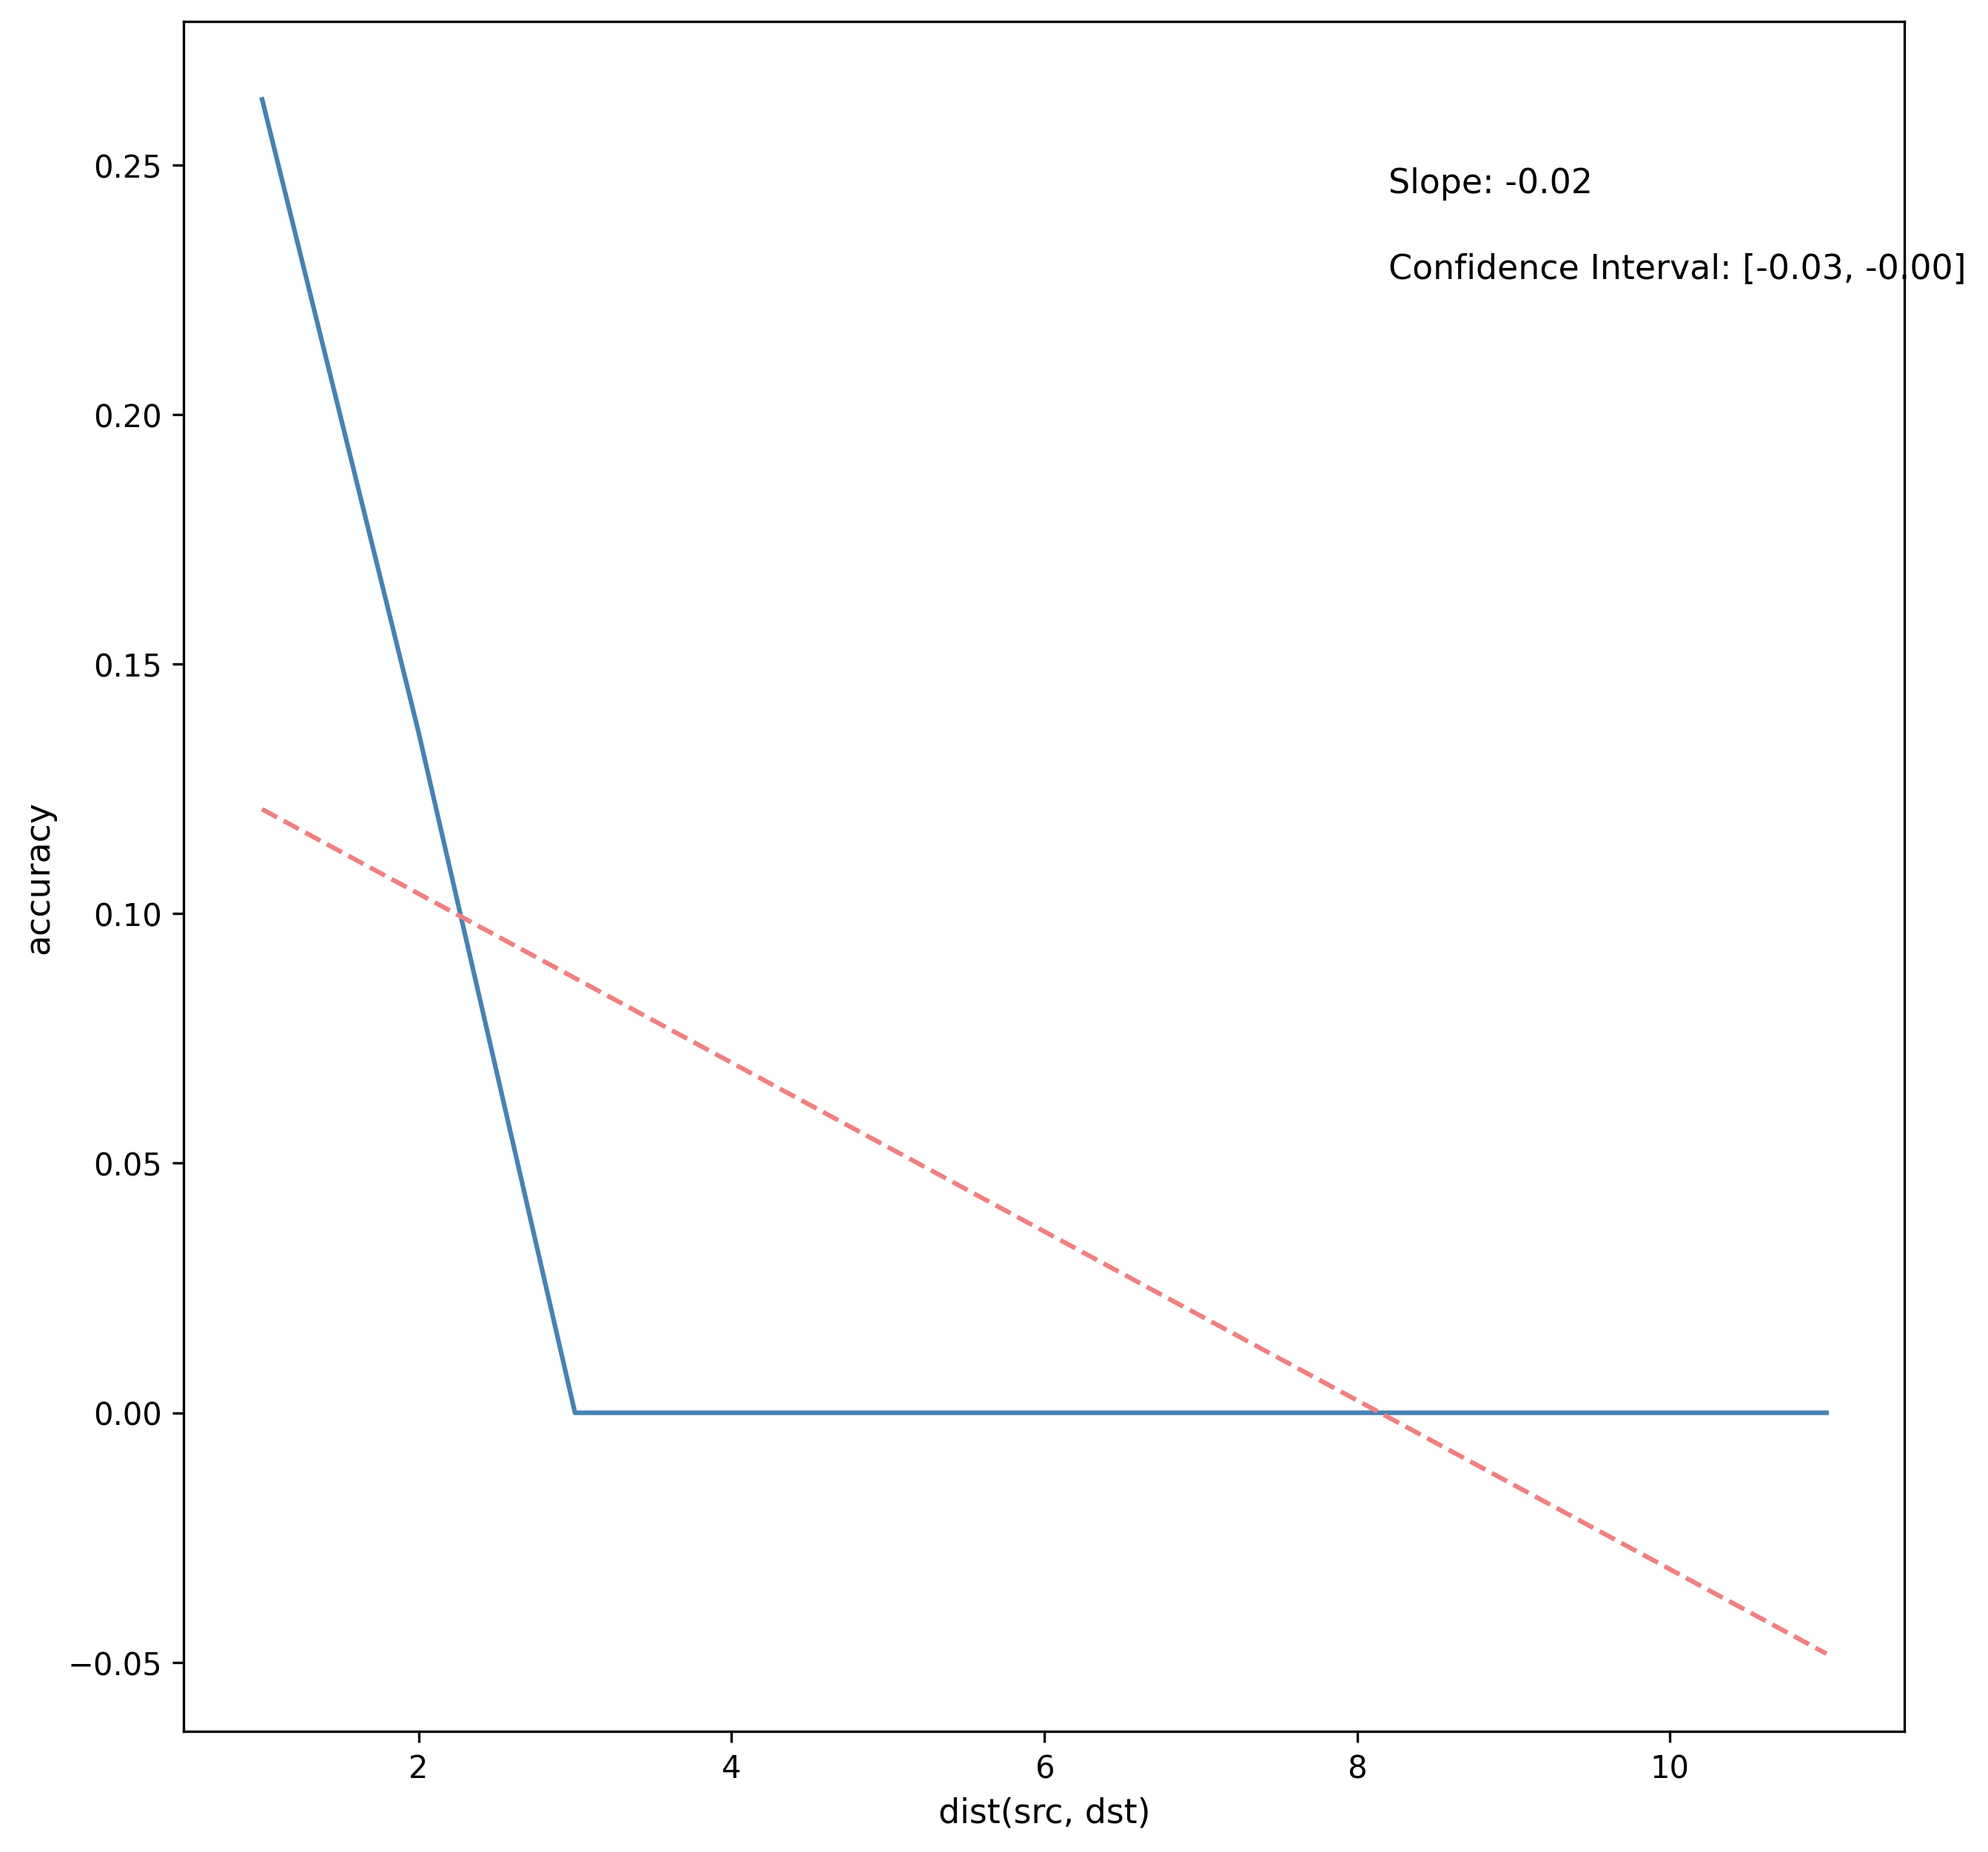 Slope: -0.02
Confidence Interval: [-0.03, -0.00]
0.25
0.20
0.15
0.10
0.05
0.00
−0.05
accuracy
2 4 6 8 10
dist(src, dst)